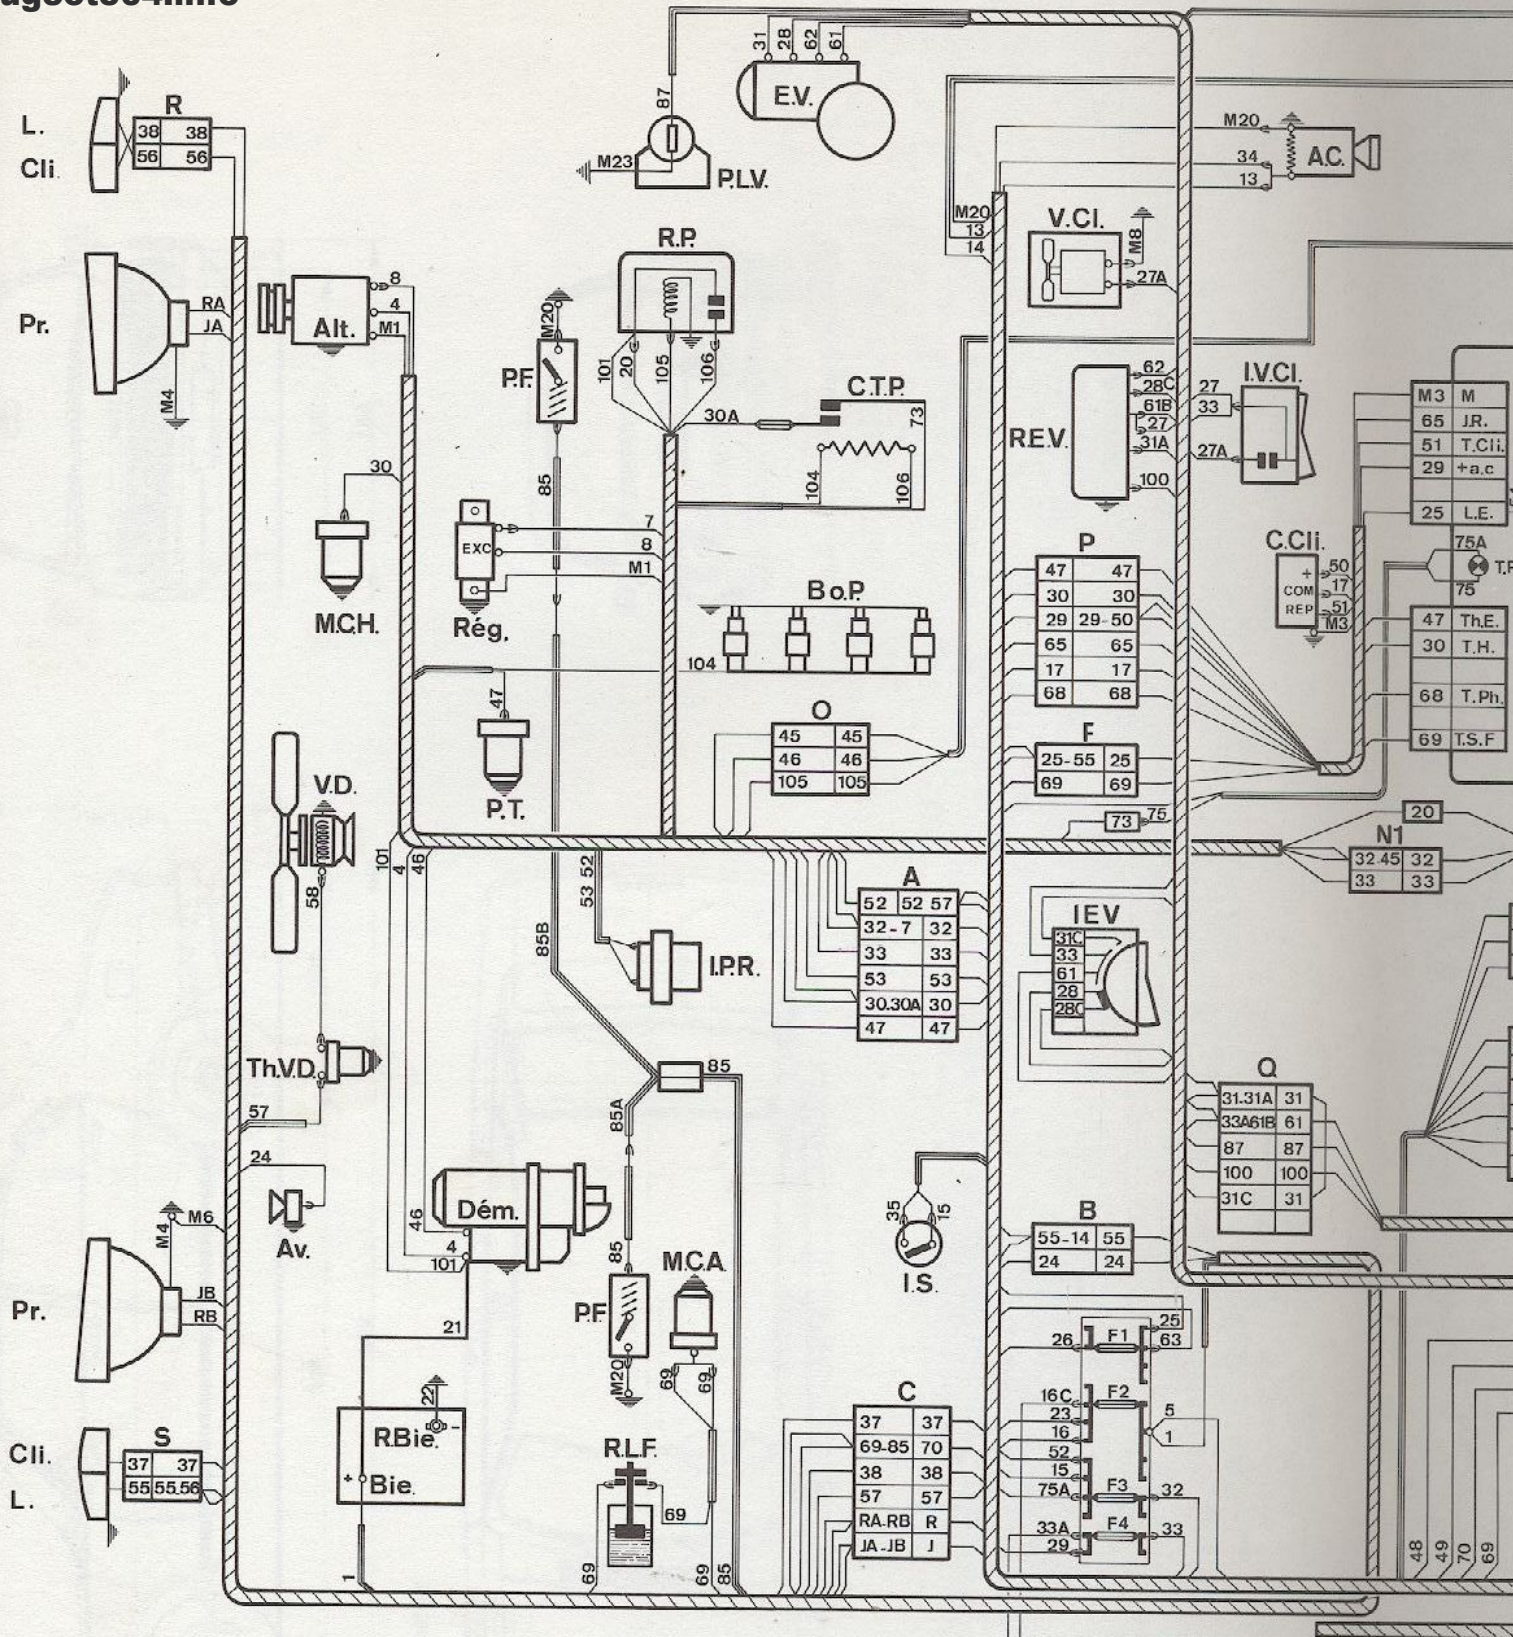 L.
Cli.
R
38 38
56 56
87
M23
P.L.V.
31
28
62
61
E.V.
M20
34
13
A.C.
M20
13
14
V.Cl.
M8
27A
Pr.
RA
JA
M4
Alt.
8
4
M1
R.P.
M20
P.F.
101
20
105
106
30A
C.T.P.
73
104
106
85
R.E.V.
62
28C
61B
27
31A
100
27
33
27A
I.V.Cl.
M3 M
65 J.R.
51 T.Cli.
29 +a.c
25 L.E.
75A
75
C.Cli.
+
COM
REP
50
17
51
M3
47 Th.E.
30 T.H.
68 T.Ph.
69 T.S.F
30
M.C.H.
EXC
Rég.
7
8
M1
BoP.
104
47
P.T.
P
47 47
30 30
29 29-50
65 65
17 17
68 68
O
45 45
46 46
105 105
F
25-55 25
69 69
73
75
20
N1
32.45 32
33 33
V.D.
58
101
4
46
53 52
85B
I.P.R.
A
52 52 57
32-7 32
33 33
53 53
30.30A 30
47 47
IEV
31C
33
61
28
28C
Th.V.D.
57
24
Av.
85
85A
Q
31.31A 31
33A61B 61
87 87
100 100
31C 31
M4
M6
Dém.
46
4
101
35
15
I.S.
B
55-14 55
24 24
Pr.
JB
RB
21
85
P.F.
M20
M.C.A.
69
69
22
R.Bie.
+
-
Bie.
1
Cli.
L.
S
37 37
55 55.56
R.L.F.
69
69
69
85
C
37 37
69-85 70
38 38
57 57
RA-RB R
JA-JB J
26 F1 25
63
16C F2
23
16
5
1
52
15
75A F3 32
33A F4 33
29
48
49
70
69